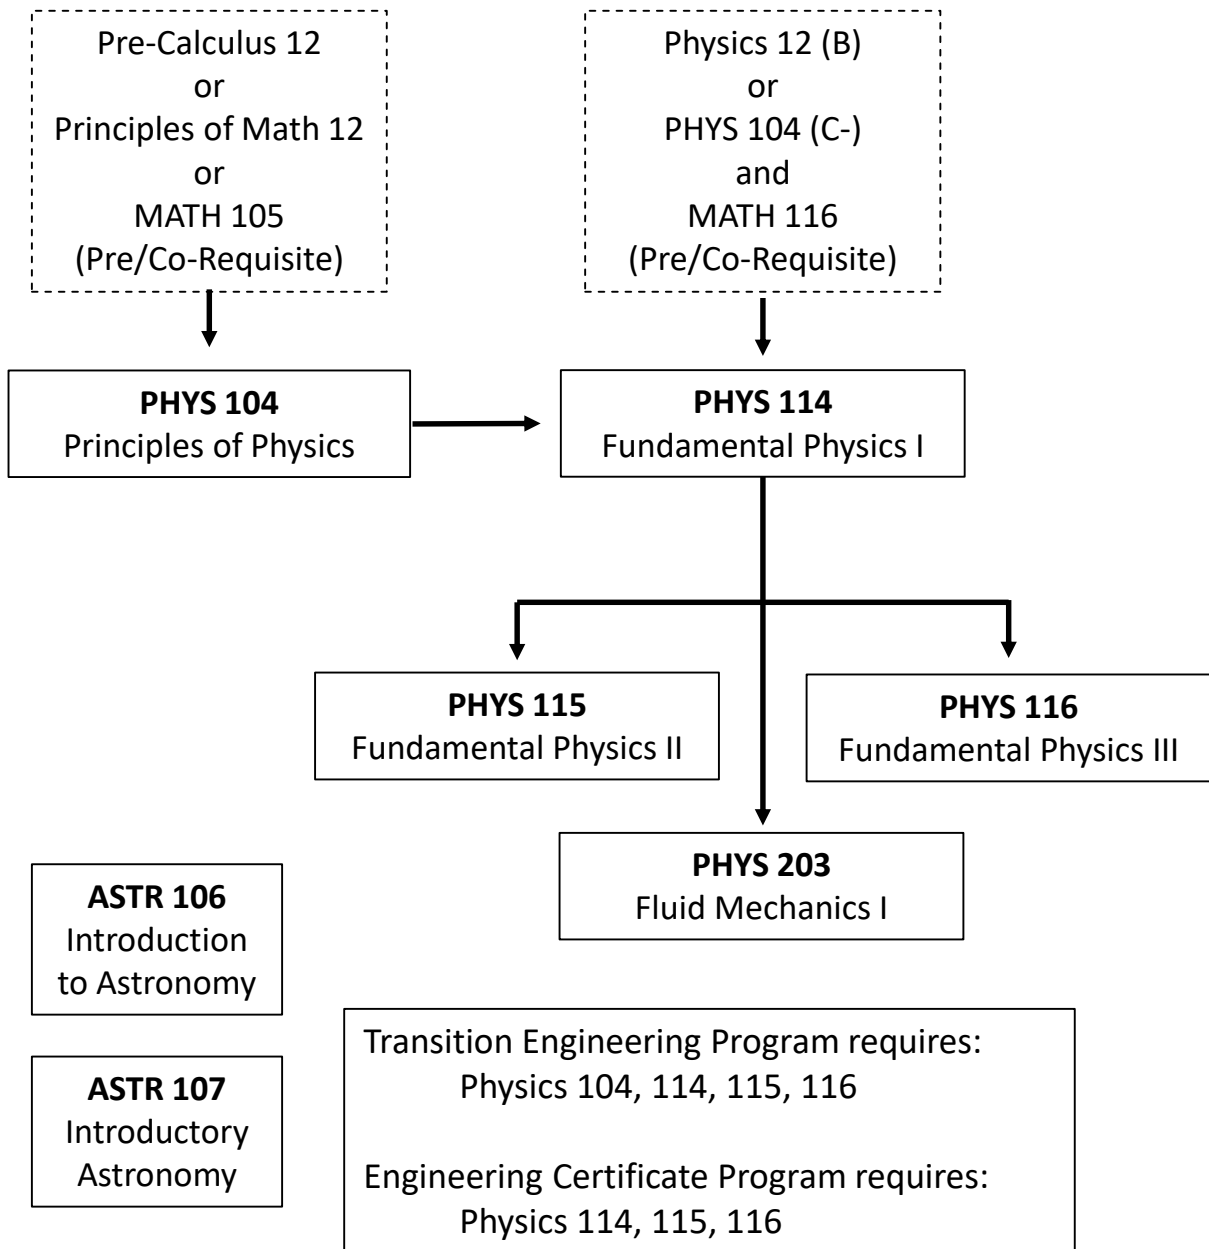 Pre-Calculus 12
or
Principles of Math 12
or
MATH 105
(Pre/Co-Requisite)
Physics 12 (B)
or
PHYS 104 (C-)
and
MATH 116
(Pre/Co-Requisite)
PHYS 104
Principles of Physics
PHYS 114
Fundamental Physics I
PHYS 115
Fundamental Physics II
PHYS 116
Fundamental Physics III
PHYS 203
Fluid Mechanics I
ASTR 106
Introduction
to Astronomy
ASTR 107
Introductory
Astronomy
Transition Engineering Program requires:
Physics 104, 114, 115, 116
Engineering Certificate Program requires:
Physics 114, 115, 116